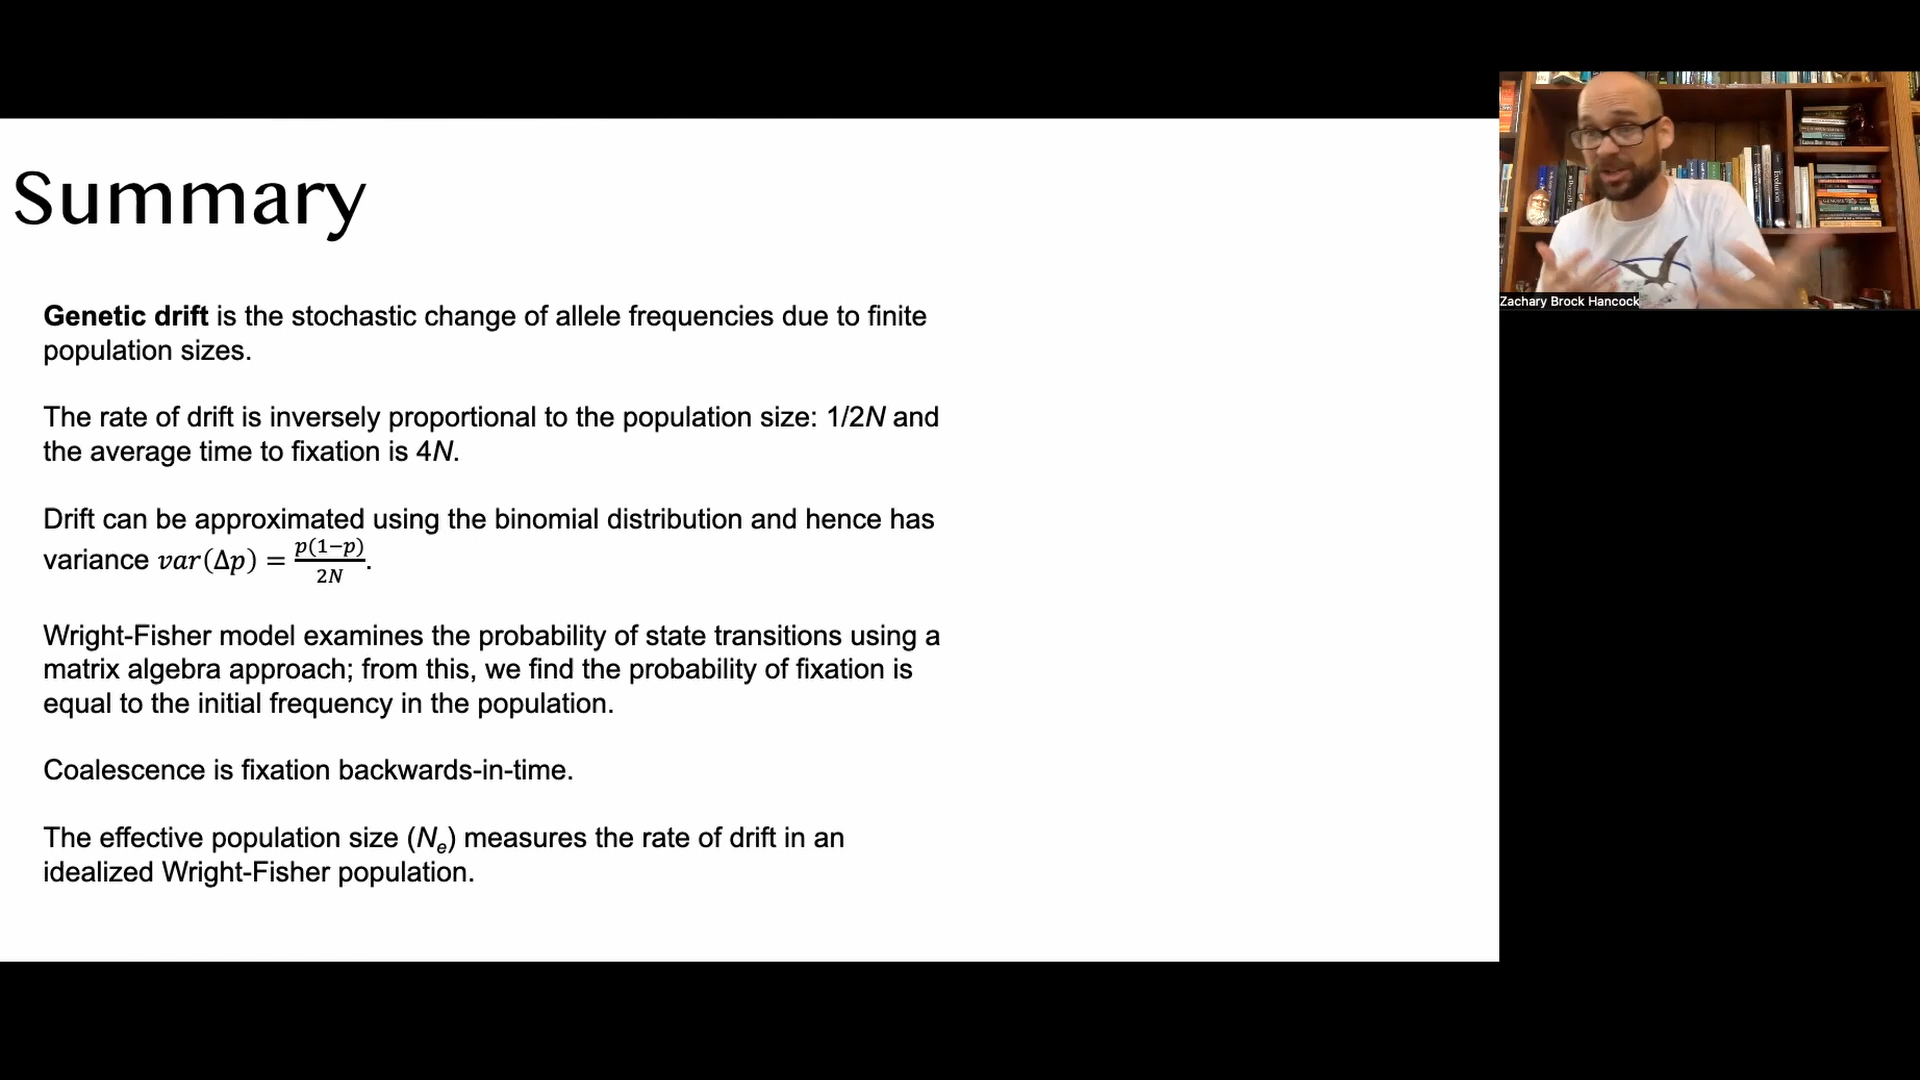 Summary
Genetic drift is the stochastic change of allele frequencies due to finite
population sizes.
The rate of drift is inversely proportional to the population size: 1/2N and
the average time to fixation is 4N.
Drift can be approximated using the binomial distribution and hence has
variance var(Δp) = p(1−p)/2N.
Wright-Fisher model examines the probability of state transitions using a
matrix algebra approach; from this, we find the probability of fixation is
equal to the initial frequency in the population.
Coalescence is fixation backwards-in-time.
The effective population size (Nₑ) measures the rate of drift in an
idealized Wright-Fisher population.
Zachary Brock Hancock